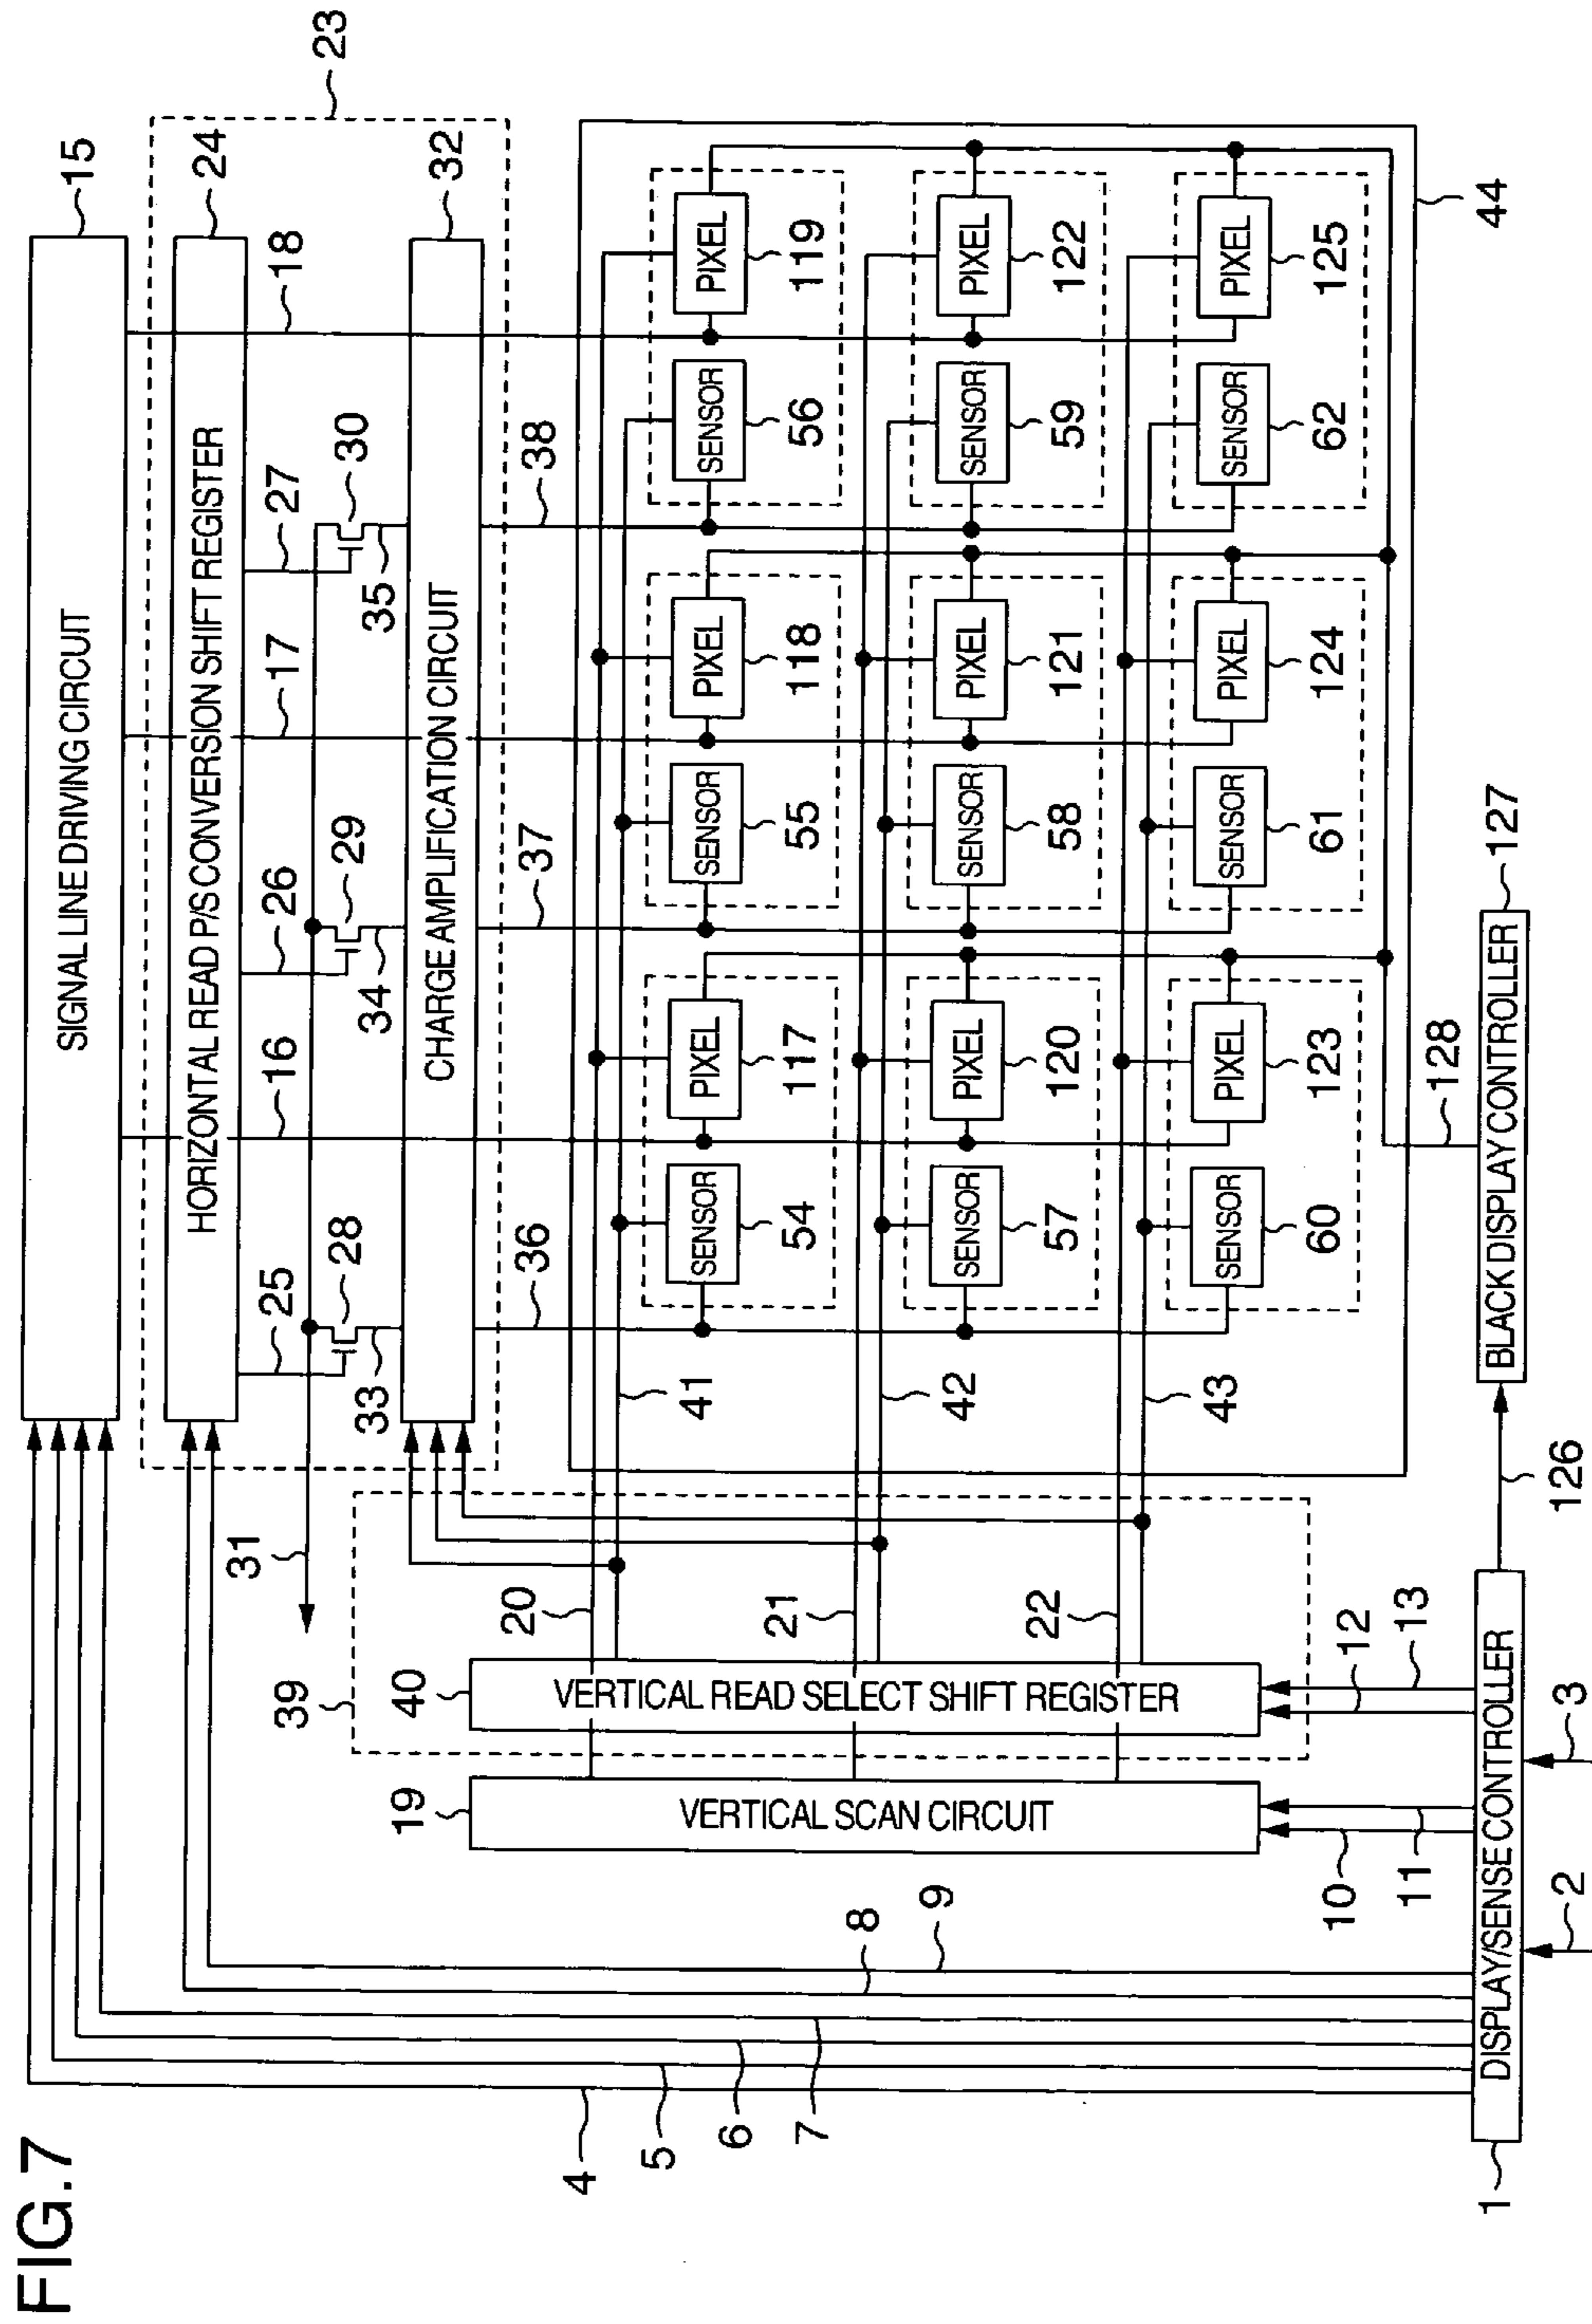 FIG.7
SIGNAL LINE DRIVING CIRCUIT
15
23
HORIZONTAL READ P/S CONVERSION SHIFT REGISTER
24
25
16
26
17
27
18
28
29
30
31
33
34
35
CHARGE AMPLIFICATION CIRCUIT
32
36
37
38
39
40
20
41
SENSOR
PIXEL
SENSOR
PIXEL
SENSOR
PIXEL
54
117
55
118
56
119
VERTICAL READ SELECT SHIFT REGISTER
19
VERTICAL SCAN CIRCUIT
21
42
SENSOR
PIXEL
SENSOR
PIXEL
SENSOR
PIXEL
57
120
58
121
59
122
22
43
SENSOR
PIXEL
SENSOR
PIXEL
SENSOR
PIXEL
60
123
61
124
62
125
4
5
6
7
8
9
10
11
12
13
128
44
1
DISPLAY/SENSE CONTROLLER
126
BLACK DISPLAY CONTROLLER
127
2
3